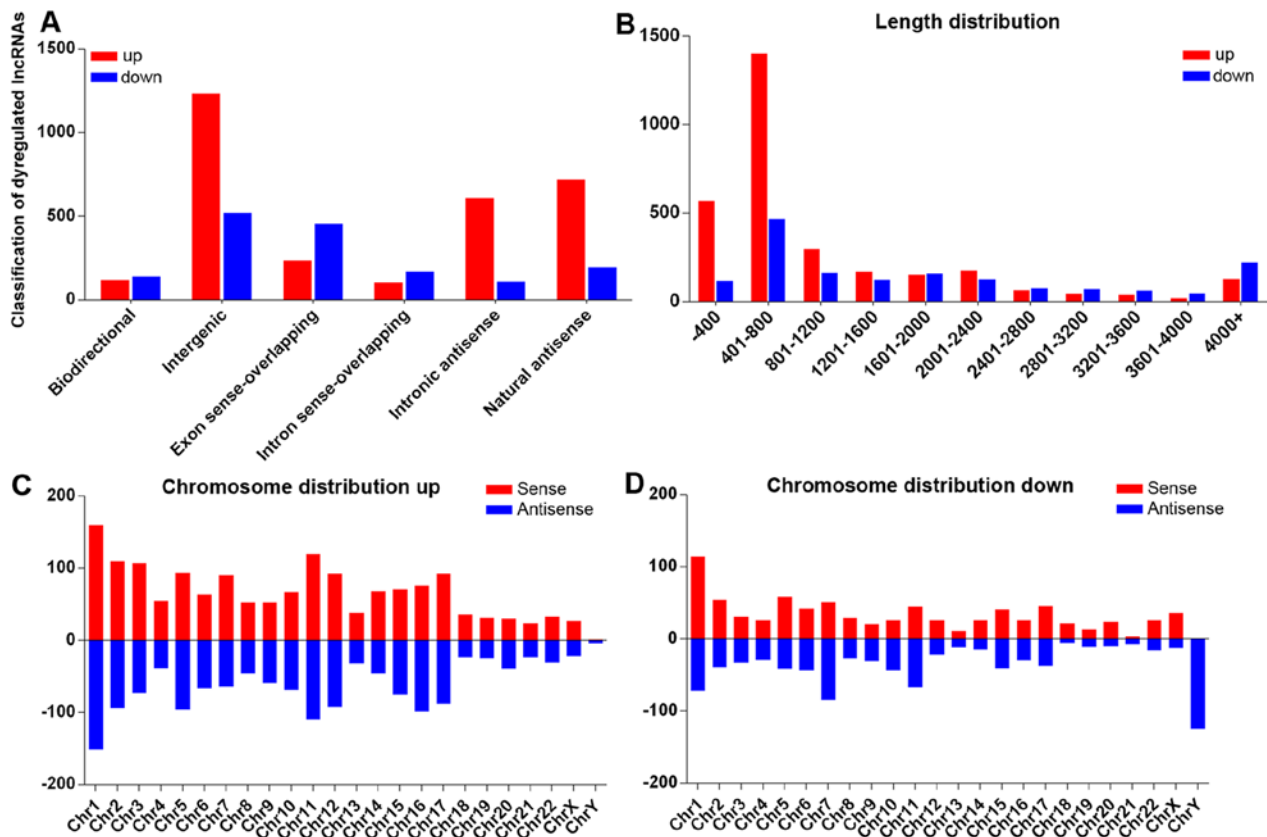 A
Classification of dyregulated lncRNAs
1500
1000
500
0
up
down
Biodirectional
Intergenic
Exon sense-overlapping
Intron sense-overlapping
Intronic antisense
Natural antisense
B
Length distribution
1500
1000
500
0
up
down
-400
401-800
801-1200
1201-1600
1601-2000
2001-2400
2401-2800
2801-3200
3201-3600
3601-4000
4000+
C
Chromosome distribution up
Sense
Antisense
200
100
0
-100
-200
Chr1
Chr2
Chr3
Chr4
Chr5
Chr6
Chr7
Chr8
Chr9
Chr10
Chr11
Chr12
Chr13
Chr14
Chr15
Chr16
Chr17
Chr18
Chr19
Chr20
Chr21
Chr22
ChrX
ChrY
D
Chromosome distribution down
Sense
Antisense
200
100
0
-100
-200
Chr1
Chr2
Chr3
Chr4
Chr5
Chr6
Chr7
Chr8
Chr9
Chr10
Chr11
Chr12
Chr13
Chr14
Chr15
Chr16
Chr17
Chr18
Chr19
Chr20
Chr21
Chr22
ChrX
ChrY